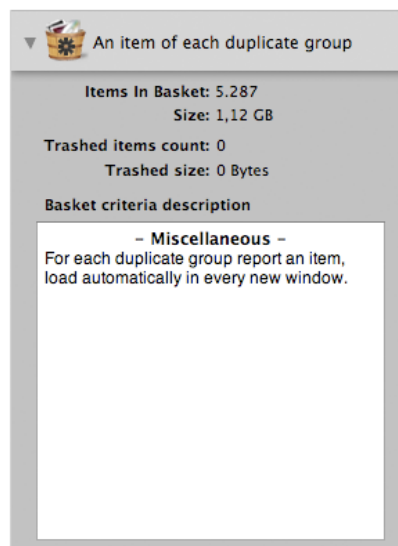 An item of each duplicate group
Items In Basket: 5.287
Size: 1,12 GB
Trashed items count: 0
Trashed size: 0 Bytes
Basket criteria description
– Miscellaneous –
For each duplicate group report an item,
load automatically in every new window.